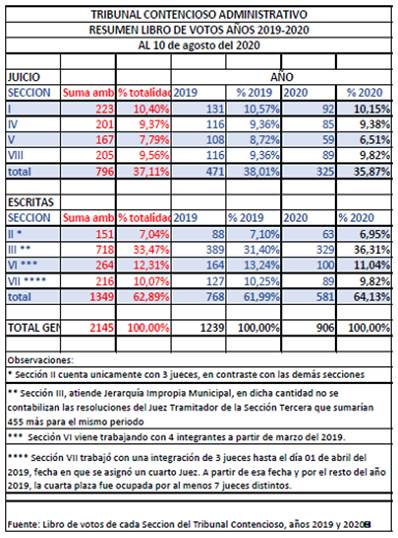 TRIBUNAL CONTENCIOSO ADMINISTRATIVO
RESUMEN LIBRO DE VOTOS AÑOS 2019-2020
AL 10 de agosto del 2020
JUICIO AÑO
SECCION Suma amb % totalidad 2019 % 2019 2020 % 2020
I 223 10,40% 131 10,57% 92 10,15%
IV 201 9,37% 116 9,36% 85 9,38%
V 167 7,79% 108 8,72% 59 6,51%
VIII 205 9,56% 116 9,36% 89 9,82%
total 796 37,11% 471 38,01% 325 35,87%
ESCRITAS
SECCION Suma amb % totalidad 2019 % 2019 2020 % 2020
II * 151 7,04% 88 7,10% 63 6,95%
III ** 718 33,47% 389 31,40% 329 36,31%
VI *** 264 12,31% 164 13,24% 100 11,04%
VII **** 216 10,07% 127 10,25% 89 9,82%
total 1349 62,89% 768 61,99% 581 64,13%
TOTAL GEN 2145 100,00% 1239 100,00% 906 100,00%
Observaciones:
* Sección II cuenta unicamente con 3 jueces, en contraste con las demás secciones
** Sección III, atiende Jerarquía Impropia Municipal, en dicha cantidad no se
contabilizan las resoluciones del Juez Tramitador de la Sección Tercera que sumarían
455 más para el mismo periodo
*** Sección VI viene trabajando con 4 integrantes a partir de marzo del 2019.
**** Sección VII trabajó con una integración de 3 jueces hasta el día 01 de abril del
2019, fecha en que se asignó un cuarto Juez. A partir de esa fecha y por el resto del año
2019, la cuarta plaza fue ocupada por al menos 7 jueces distintos.
Fuente: Libro de votos de cada Seccion del Tribunal Contencioso, años 2019 y 2020